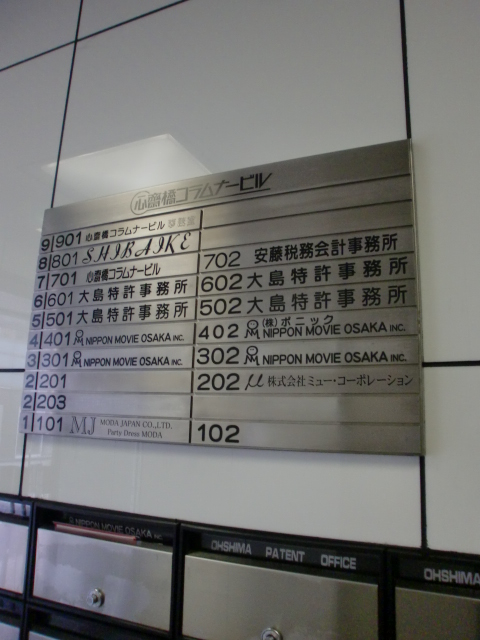 心斎橋コラムナービル
9 901 心斎橋コラムナービル 事務室
8 801 SHIRAIKE
7 701 心斎橋コラムナービル 702 安藤税務会計事務所
6 601 大島特許事務所 602 大島特許事務所
5 501 大島特許事務所 502 大島特許事務所
4 401 NIPPON MOVIE OSAKA INC. 402 (株)ボニック NIPPON MOVIE OSAKA INC.
3 301 NIPPON MOVIE OSAKA INC. 302 NIPPON MOVIE OSAKA INC.
2 201 202 μ 株式会社ミュー・コーポレーション
2 203
1 101 MJ MODA JAPAN CO.,LTD. Parts Dress MODA 102
NIPPON MOVIE OSAKA INC.
OHSHIMA PATENT OFFICE
OHSHIMA